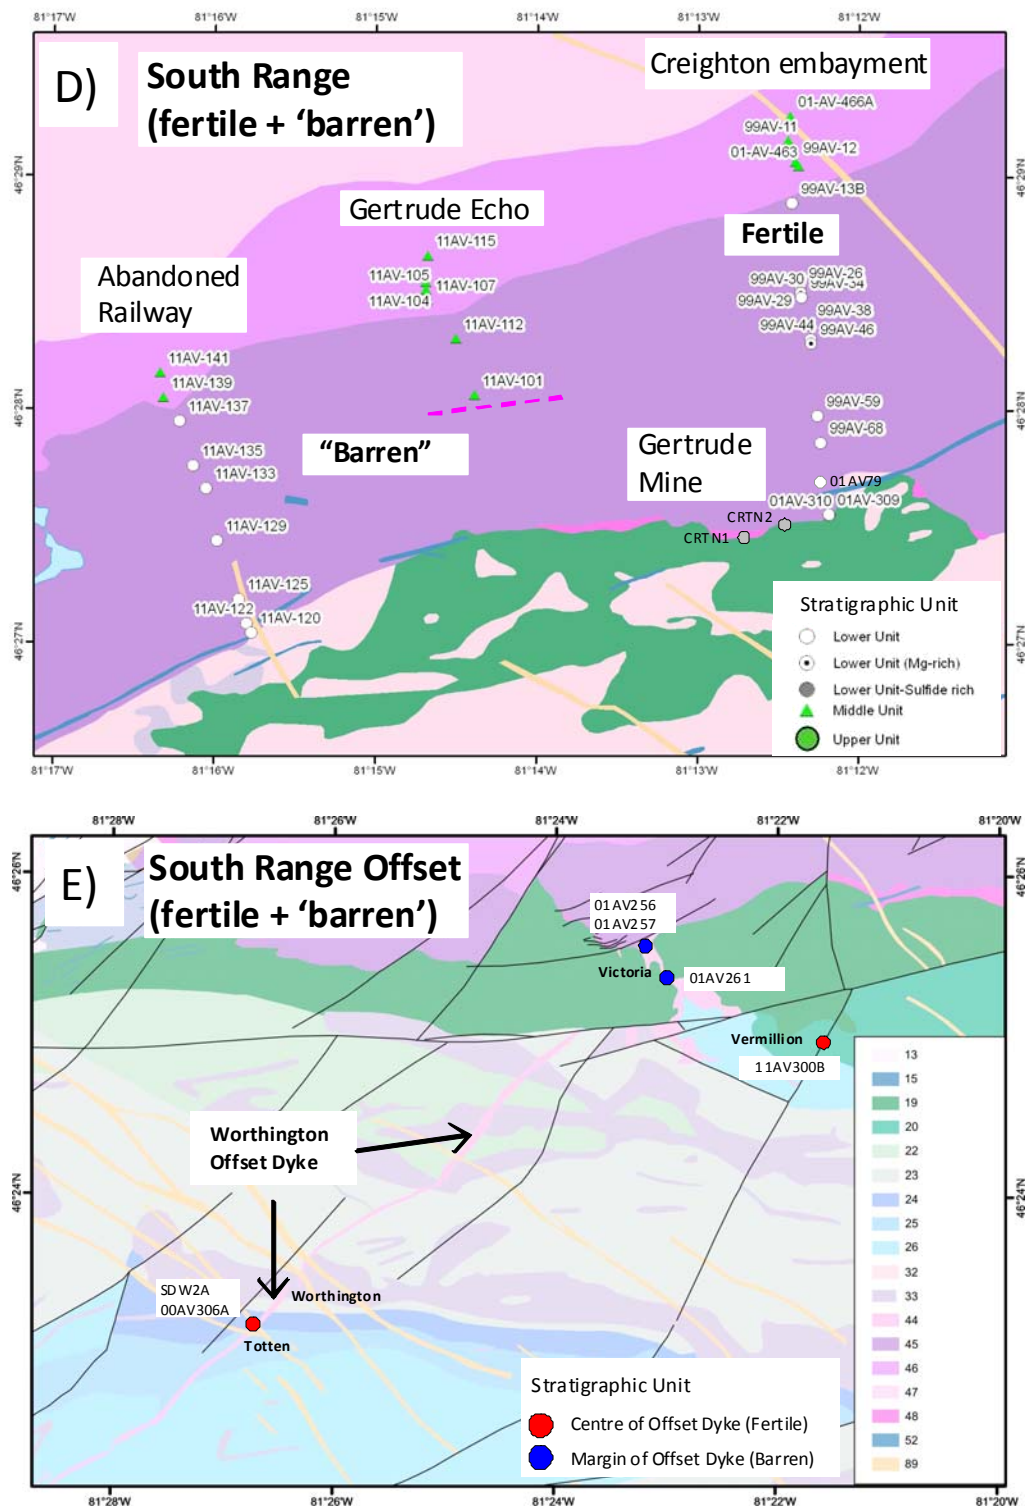 81°17'W 81°16'W 81°15'W 81°14'W 81°13'W 81°12'W
D)
South Range
(fertile + ‘barren’)
Creighton embayment
01-AV-466A
99AV-11
99AV-12
01-AV-463
46°29'N
46°29'N
99AV-13B
Gertrude Echo
Fertile
11AV-115
Abandoned
Railway
11AV-105
11AV-107
11AV-104
99AV-30
99AV-26
99AV-34
99AV-29
99AV-38
11AV-112
99AV-44
99AV-46
11AV-141
11AV-139
11AV-101
11AV-137
46°28'N
46°28'N
99AV-59
“Barren”
99AV-68
11AV-135
11AV-133
Gertrude
Mine
01AV79
01AV-310
01AV-309
11AV-129
CRTN2
CRTN1
11AV-125
11AV-122
11AV-120
46°27'N
46°27'N
Stratigraphic Unit
Lower Unit
Lower Unit (Mg-rich)
Lower Unit-Sulfide rich
Middle Unit
Upper Unit
81°17'W 81°16'W 81°15'W 81°14'W 81°13'W 81°12'W
81°28'W 81°26'W 81°24'W 81°22'W 81°20'W
E)
South Range Offset
(fertile + ‘barren’)
46°26'N
46°26'N
01AV256
01AV257
Victoria
01AV261
Vermillion
11AV300B
Worthington
Offset Dyke
46°24'N
46°24'N
SDW2A
00AV306A
Worthington
Totten
13
15
19
20
22
23
24
25
26
32
33
44
45
46
47
48
52
89
Stratigraphic Unit
Centre of Offset Dyke (Fertile)
Margin of Offset Dyke (Barren)
81°28'W 81°26'W 81°24'W 81°22'W 81°20'W